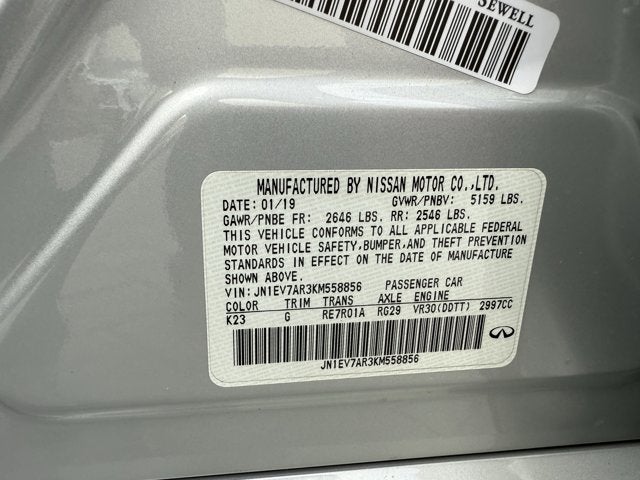 SEWELL
MANUFACTURED BY NISSAN MOTOR CO.,LTD.
DATE: 01/19 GVWR/PNBV: 5159 LBS.
GAWR/PNBE FR: 2646 LBS. RR: 2546 LBS.
THIS VEHICLE CONFORMS TO ALL APPLICABLE FEDERAL
MOTOR VEHICLE SAFETY,BUMPER,AND THEFT PREVENTION
STANDARDS IN EFFECT ON THE DATE OF MANUFACTURE
SHOWN ABOVE.
VIN: JN1EV7AR3KM558856 PASSENGER CAR
COLOR TRIM TRANS AXLE ENGINE
K23 G RE7R01A RG29 VR30(DDTT) 2997CC
JN1EV7AR3KM558856